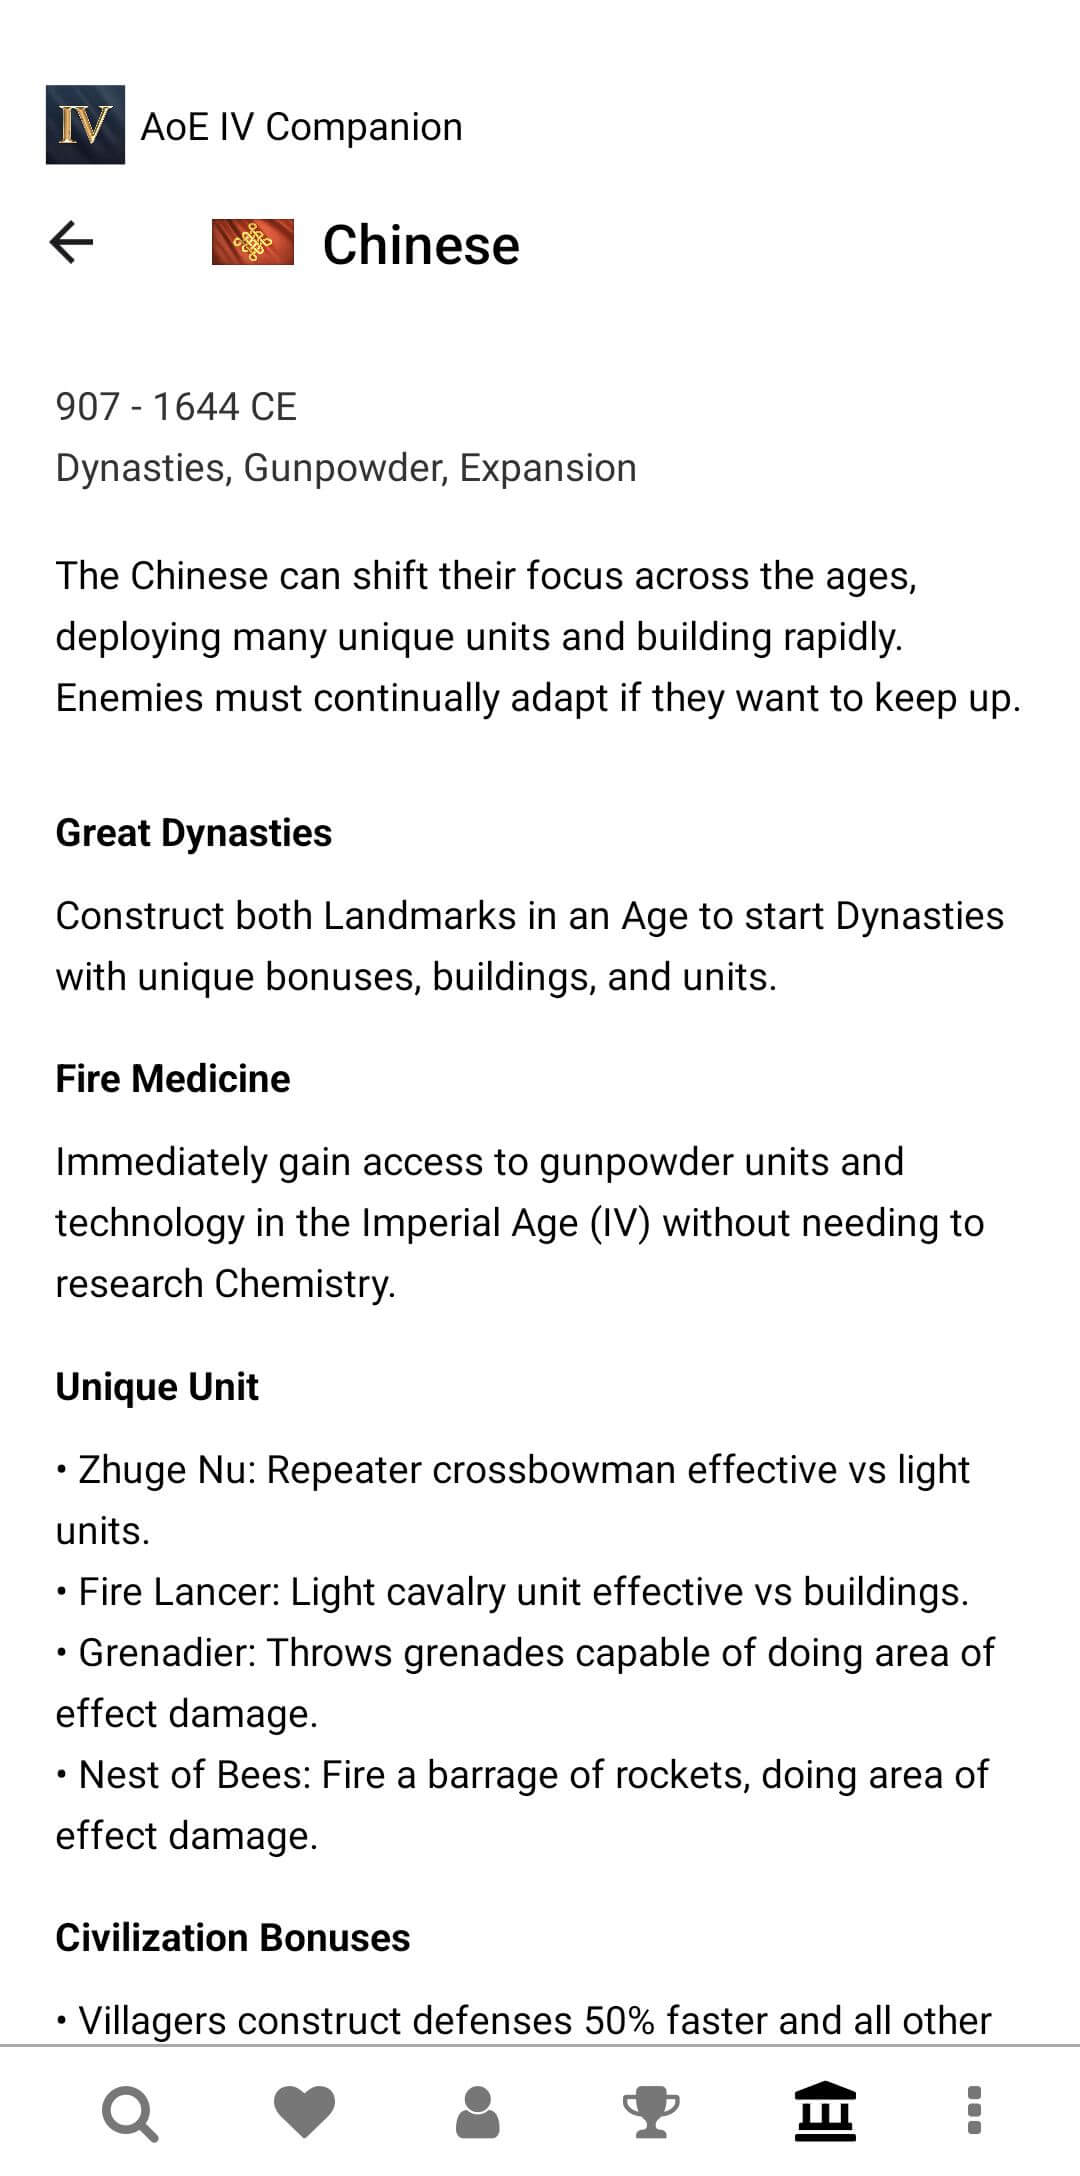 IV AoE IV Companion
Chinese
907 - 1644 CE
Dynasties, Gunpowder, Expansion
The Chinese can shift their focus across the ages,
deploying many unique units and building rapidly.
Enemies must continually adapt if they want to keep up.
Great Dynasties
Construct both Landmarks in an Age to start Dynasties
with unique bonuses, buildings, and units.
Fire Medicine
Immediately gain access to gunpowder units and
technology in the Imperial Age (IV) without needing to
research Chemistry.
Unique Unit
• Zhuge Nu: Repeater crossbowman effective vs light
units.
• Fire Lancer: Light cavalry unit effective vs buildings.
• Grenadier: Throws grenades capable of doing area of
effect damage.
• Nest of Bees: Fire a barrage of rockets, doing area of
effect damage.
Civilization Bonuses
• Villagers construct defenses 50% faster and all other